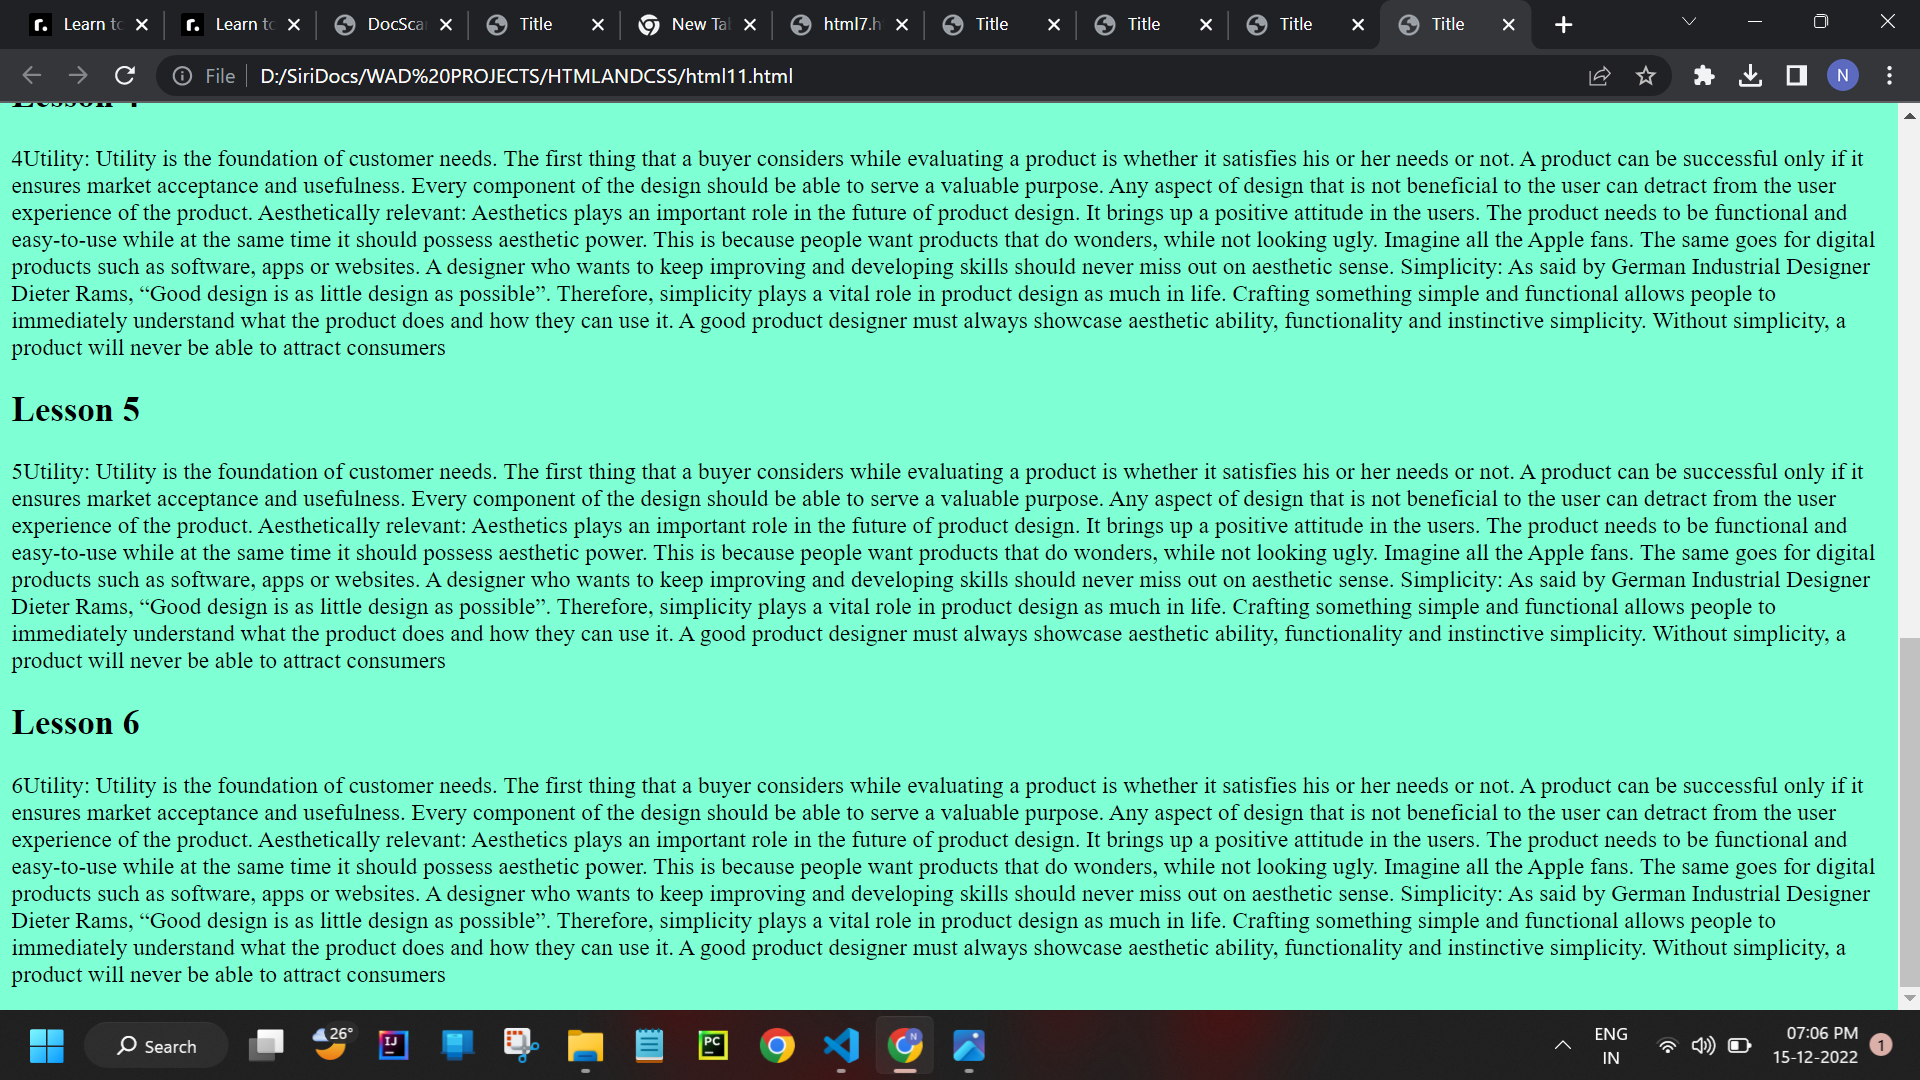 Learn to
Learn to
DocSca
Title
New Ta
html7.h
Title
Title
Title
Title
File
D:/SiriDocs/WAD%20PROJECTS/HTMLANDCSS/html11.html
N
Lesson 4
4Utility: Utility is the foundation of customer needs. The first thing that a buyer considers while evaluating a product is whether it satisfies his or her needs or not. A product can be successful only if it
ensures market acceptance and usefulness. Every component of the design should be able to serve a valuable purpose. Any aspect of design that is not beneficial to the user can detract from the user
experience of the product. Aesthetically relevant: Aesthetics plays an important role in the future of product design. It brings up a positive attitude in the users. The product needs to be functional and
easy-to-use while at the same time it should possess aesthetic power. This is because people want products that do wonders, while not looking ugly. Imagine all the Apple fans. The same goes for digital
products such as software, apps or websites. A designer who wants to keep improving and developing skills should never miss out on aesthetic sense. Simplicity: As said by German Industrial Designer
Dieter Rams, “Good design is as little design as possible”. Therefore, simplicity plays a vital role in product design as much in life. Crafting something simple and functional allows people to
immediately understand what the product does and how they can use it. A good product designer must always showcase aesthetic ability, functionality and instinctive simplicity. Without simplicity, a
product will never be able to attract consumers
Lesson 5
5Utility: Utility is the foundation of customer needs. The first thing that a buyer considers while evaluating a product is whether it satisfies his or her needs or not. A product can be successful only if it
ensures market acceptance and usefulness. Every component of the design should be able to serve a valuable purpose. Any aspect of design that is not beneficial to the user can detract from the user
experience of the product. Aesthetically relevant: Aesthetics plays an important role in the future of product design. It brings up a positive attitude in the users. The product needs to be functional and
easy-to-use while at the same time it should possess aesthetic power. This is because people want products that do wonders, while not looking ugly. Imagine all the Apple fans. The same goes for digital
products such as software, apps or websites. A designer who wants to keep improving and developing skills should never miss out on aesthetic sense. Simplicity: As said by German Industrial Designer
Dieter Rams, “Good design is as little design as possible”. Therefore, simplicity plays a vital role in product design as much in life. Crafting something simple and functional allows people to
immediately understand what the product does and how they can use it. A good product designer must always showcase aesthetic ability, functionality and instinctive simplicity. Without simplicity, a
product will never be able to attract consumers
Lesson 6
6Utility: Utility is the foundation of customer needs. The first thing that a buyer considers while evaluating a product is whether it satisfies his or her needs or not. A product can be successful only if it
ensures market acceptance and usefulness. Every component of the design should be able to serve a valuable purpose. Any aspect of design that is not beneficial to the user can detract from the user
experience of the product. Aesthetically relevant: Aesthetics plays an important role in the future of product design. It brings up a positive attitude in the users. The product needs to be functional and
easy-to-use while at the same time it should possess aesthetic power. This is because people want products that do wonders, while not looking ugly. Imagine all the Apple fans. The same goes for digital
products such as software, apps or websites. A designer who wants to keep improving and developing skills should never miss out on aesthetic sense. Simplicity: As said by German Industrial Designer
Dieter Rams, “Good design is as little design as possible”. Therefore, simplicity plays a vital role in product design as much in life. Crafting something simple and functional allows people to
immediately understand what the product does and how they can use it. A good product designer must always showcase aesthetic ability, functionality and instinctive simplicity. Without simplicity, a
product will never be able to attract consumers
Search
26°
ENG
IN
07:06 PM
15-12-2022
1